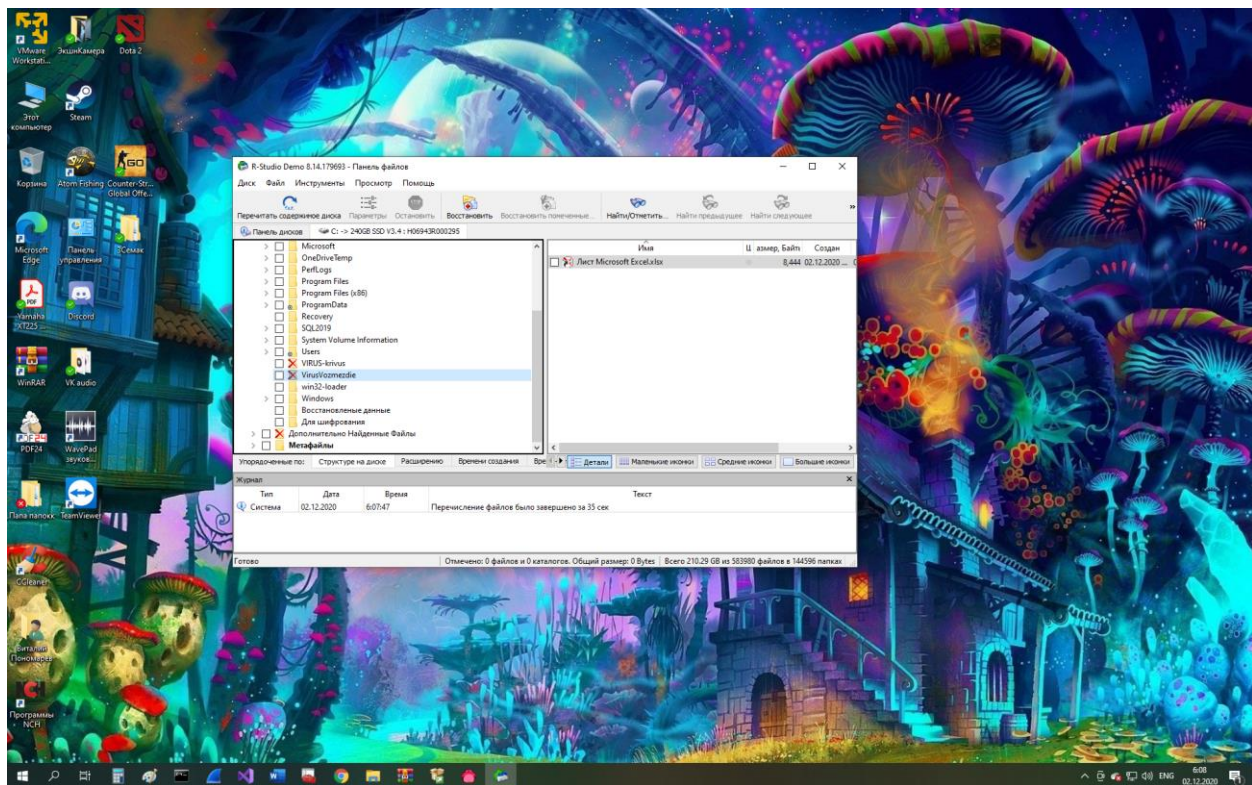 VMware Workstati...
ЭкшнКамера
Dota 2
Этот компьютер
Steam
Корзина
Atom Fishing
Counter-Str... Global Offe...
Microsoft Edge
Панель управления
Семак
PDF
Yamaha XT225 ...
Discord
WinRAR
VK audio
PDF24
WavePad звуков...
Папа напокк
TeamViewer
CCleaner
Виталий Пономарев
Программы NCH
R-Studio Demo 8.14.179693 - Панель файлов
Диск Файл Инструменты Просмотр Помощь
Перечитать содержимое диска Параметры Остановить Восстановить Восстановить помеченные... Найти/Отметить... Найти предыдущее Найти следующее »
Панель дисков C: -> 240GB SSD V3.4 : H06943R000295
Microsoft
OneDriveTemp
PerfLogs
Program Files
Program Files (x86)
ProgramData
Recovery
SQL2019
System Volume Information
Users
VIRUS-krivus
VirusVozmezdie
win32-loader
Windows
Восстановленые данные
Для шифрования
Дополнительно Найденные Файлы
Метафайлы
Имя Ц азмер, Байт Создан
Лист Microsoft Excel.xlsx 8,444 02.12.2020 ...
Упорядоченные по: Структуре на диске Расширению Времени создания Вре
Детали Маленькие иконки Средние иконки Большие иконки
Журнал
Тип Дата Время Текст
Система 02.12.2020 6:07:47 Перечисление файлов было завершено за 35 сек
Готово Отмечено: 0 файлов и 0 каталогов. Общий размер: 0 Bytes Всего 210.29 GB из 583980 файлов в 144596 папках
ENG
6:08
02.12.2020